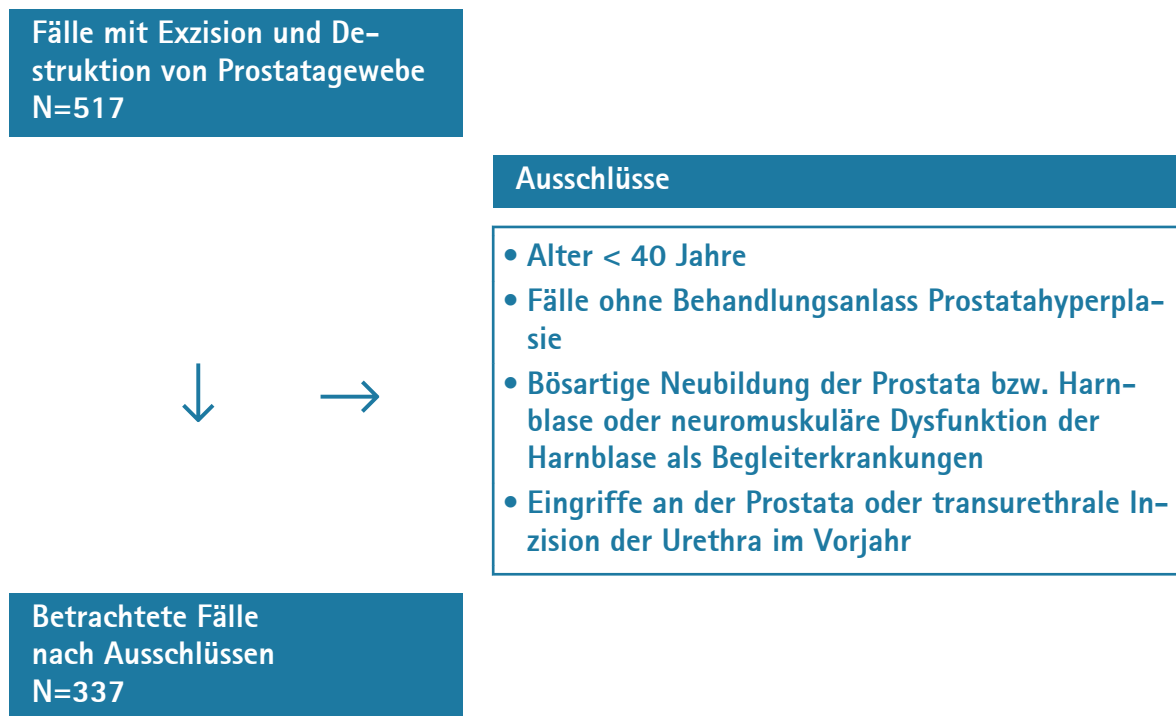 Fälle mit Exzision und De-
struktion von Prostatagewebe
N=517
Ausschlüsse
• Alter < 40 Jahre
• Fälle ohne Behandlungsanlass Prostatahyperpla-
sie
• Bösartige Neubildung der Prostata bzw. Harn-
blase oder neuromuskuläre Dysfunktion der
Harnblase als Begleiterkrankungen
• Eingriffe an der Prostata oder transurethrale In-
zision der Urethra im Vorjahr
Betrachtete Fälle
nach Ausschlüssen
N=337